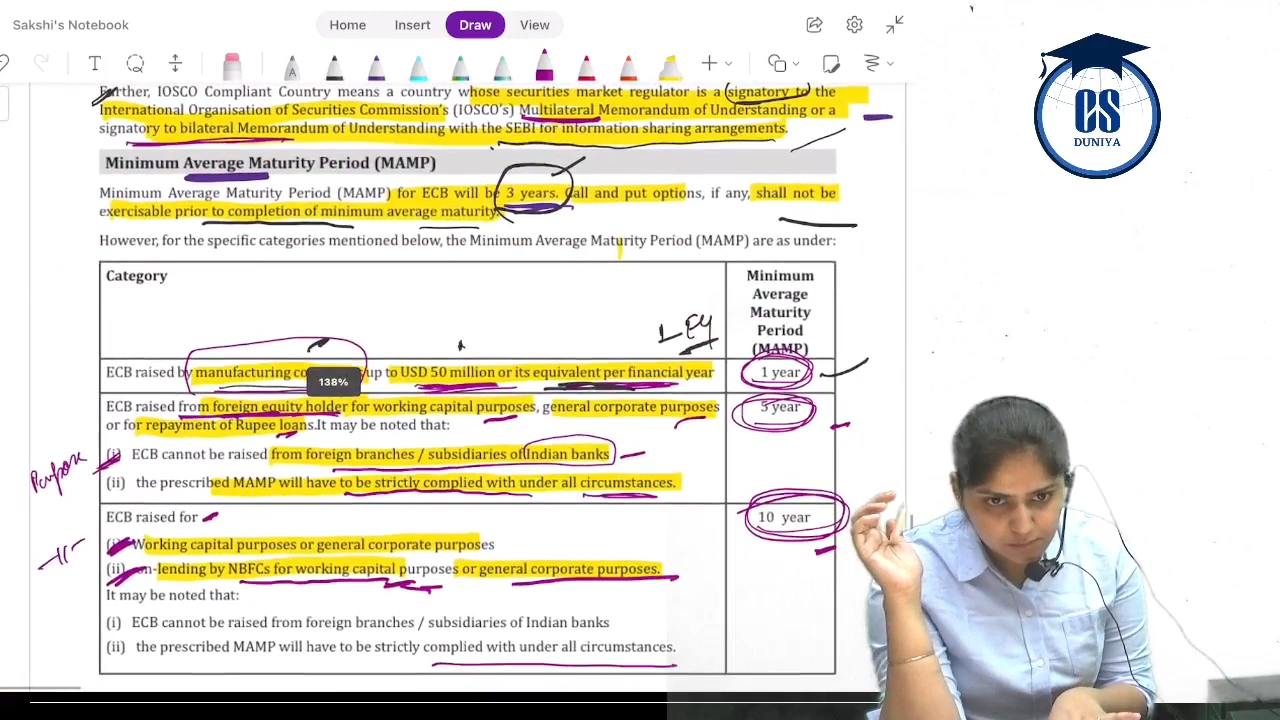 Sakshi's Notebook
Home Insert Draw View
Further, IOSCO Compliant Country means a country whose securities market regulator is a signatory to the
International Organisation of Securities Commission's (IOSCO's) Multilateral Memorandum of Understanding or a
signatory to bilateral Memorandum of Understanding with the SEBI for information sharing arrangements.
Minimum Average Maturity Period (MAMP)
Minimum Average Maturity Period (MAMP) for ECB will be 3 years. Call and put options, if any, shall not be
exercisable prior to completion of minimum average maturity.
However, for the specific categories mentioned below, the Minimum Average Maturity Period (MAMP) are as under:
Category
Minimum
Average
Maturity
Period
(MAMP)
1 FY
ECB raised by manufacturing up to USD 50 million or its equivalent per financial year
1 year
138%
ECB raised from foreign equity holder for working capital purposes, general corporate purposes
5 year
or for repayment of Rupee loans.It may be noted that:
(i) ECB cannot be raised from foreign branches / subsidiaries of Indian banks
(ii) the prescribed MAMP will have to be strictly complied with under all circumstances.
Purpose
ECB raised for
10 year
(i) Working capital purposes or general corporate purposes
(ii) on-lending by NBFCs for working capital purposes or general corporate purposes.
It may be noted that:
(i) ECB cannot be raised from foreign branches / subsidiaries of Indian banks
(ii) the prescribed MAMP will have to be strictly complied with under all circumstances.
CS
DUNIYA